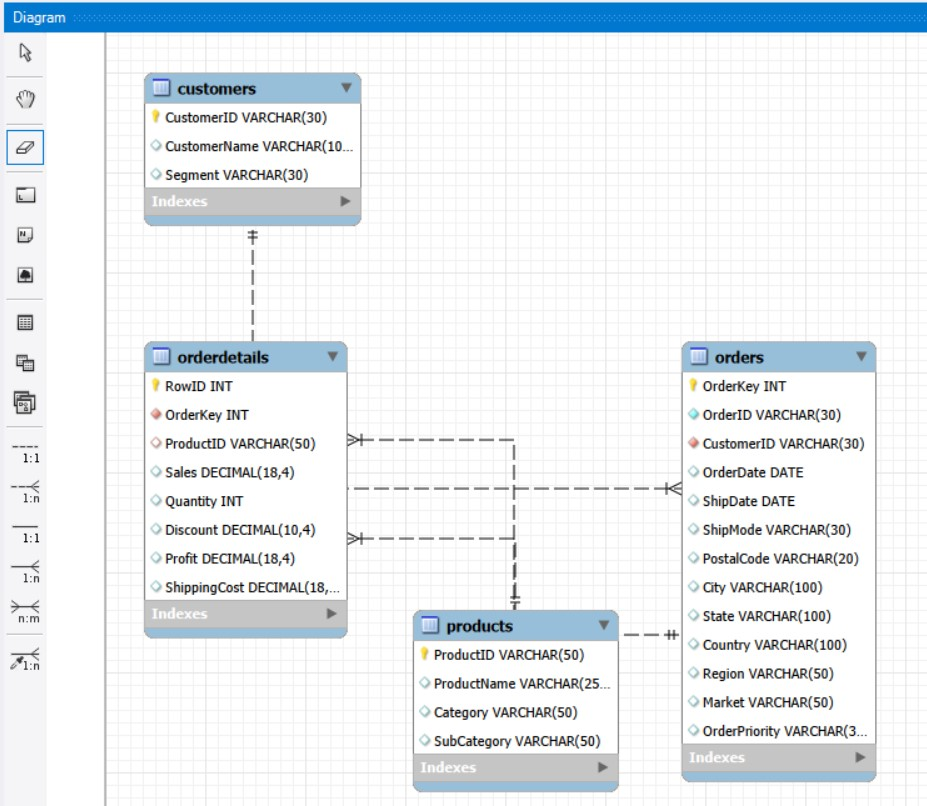 Diagram
customers
CustomerID VARCHAR(30)
CustomerName VARCHAR(10...
Segment VARCHAR(30)
Indexes
orderdetails
RowID INT
OrderKey INT
ProductID VARCHAR(50)
Sales DECIMAL(18,4)
Quantity INT
Discount DECIMAL(10,4)
Profit DECIMAL(18,4)
ShippingCost DECIMAL(18,...
Indexes
orders
OrderKey INT
OrderID VARCHAR(30)
CustomerID VARCHAR(30)
OrderDate DATE
ShipDate DATE
ShipMode VARCHAR(30)
PostalCode VARCHAR(20)
City VARCHAR(100)
State VARCHAR(100)
Country VARCHAR(100)
Region VARCHAR(50)
Market VARCHAR(50)
OrderPriority VARCHAR(3...
Indexes
products
ProductID VARCHAR(50)
ProductName VARCHAR(25...
Category VARCHAR(50)
SubCategory VARCHAR(50)
Indexes
1:1
1:n
1:1
1:n
n:m
1:n